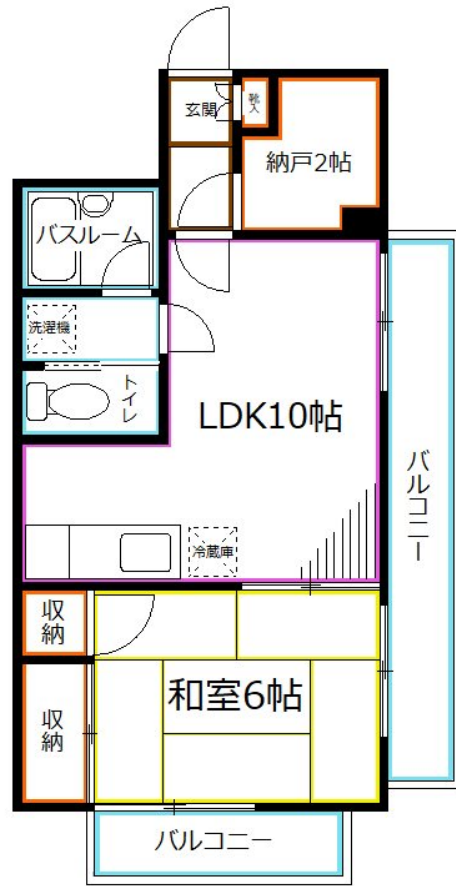 玄関
靴入
納戸2帖
バスルーム
洗濯機
トイレ
LDK10帖
バルコニー
冷蔵庫
収納
和室6帖
収納
バルコニー